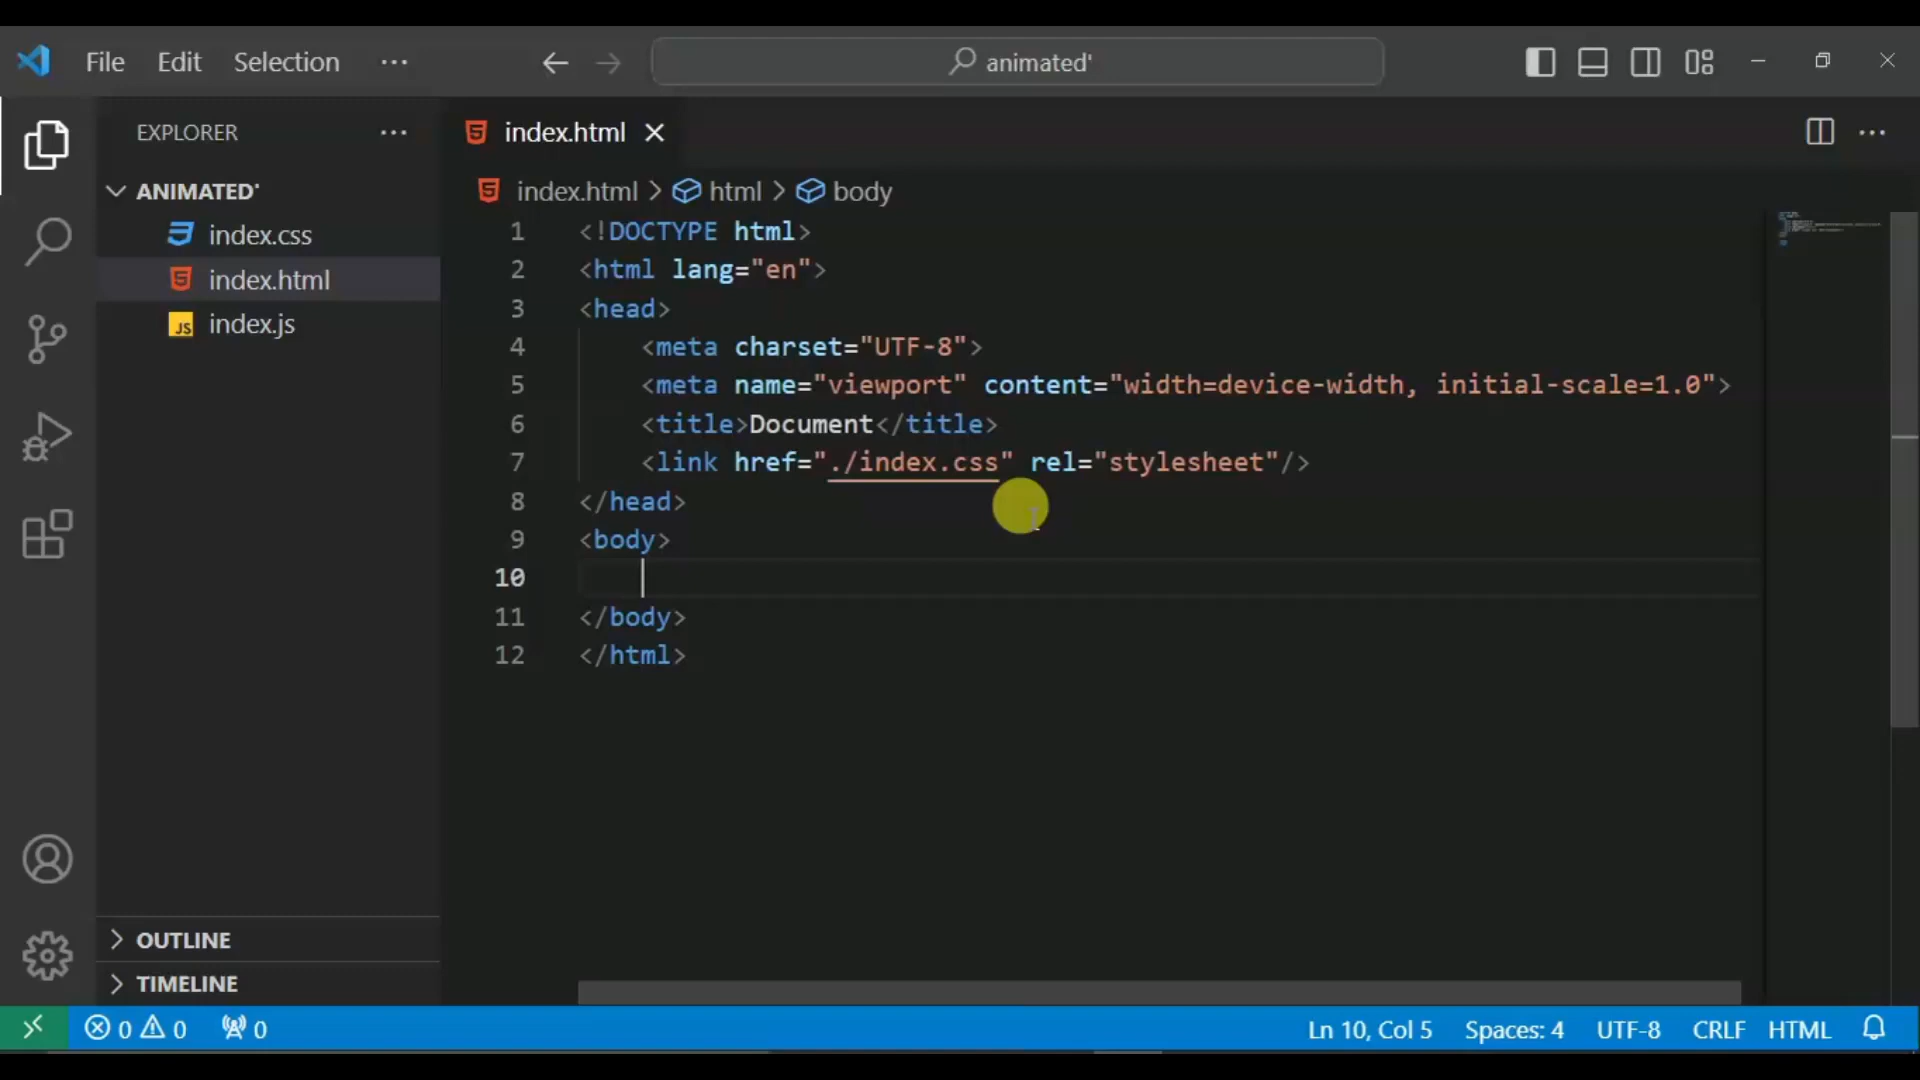 File Edit Selection ··· animated'
EXPLORER ···
ANIMATED'
index.css
index.html
JS index.js
OUTLINE
TIMELINE
index.html
index.html > html > body
1 <!DOCTYPE html>
2 <html lang="en">
3 <head>
4 <meta charset="UTF-8">
5 <meta name="viewport" content="width=device-width, initial-scale=1.0">
6 <title>Document</title>
7 <link href="./index.css" rel="stylesheet"/>
8 </head>
9 <body>
10
11 </body>
12 </html>
0 0 0 Ln 10, Col 5 Spaces: 4 UTF-8 CRLF HTML